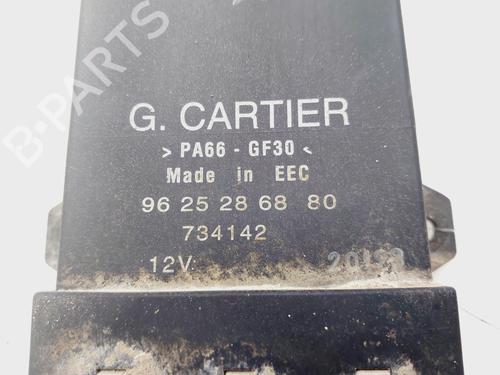 G. CARTIER
> PA66 - GF30 <
Made in EEC
96 25 28 68 80
734142
12V
B-PARTS